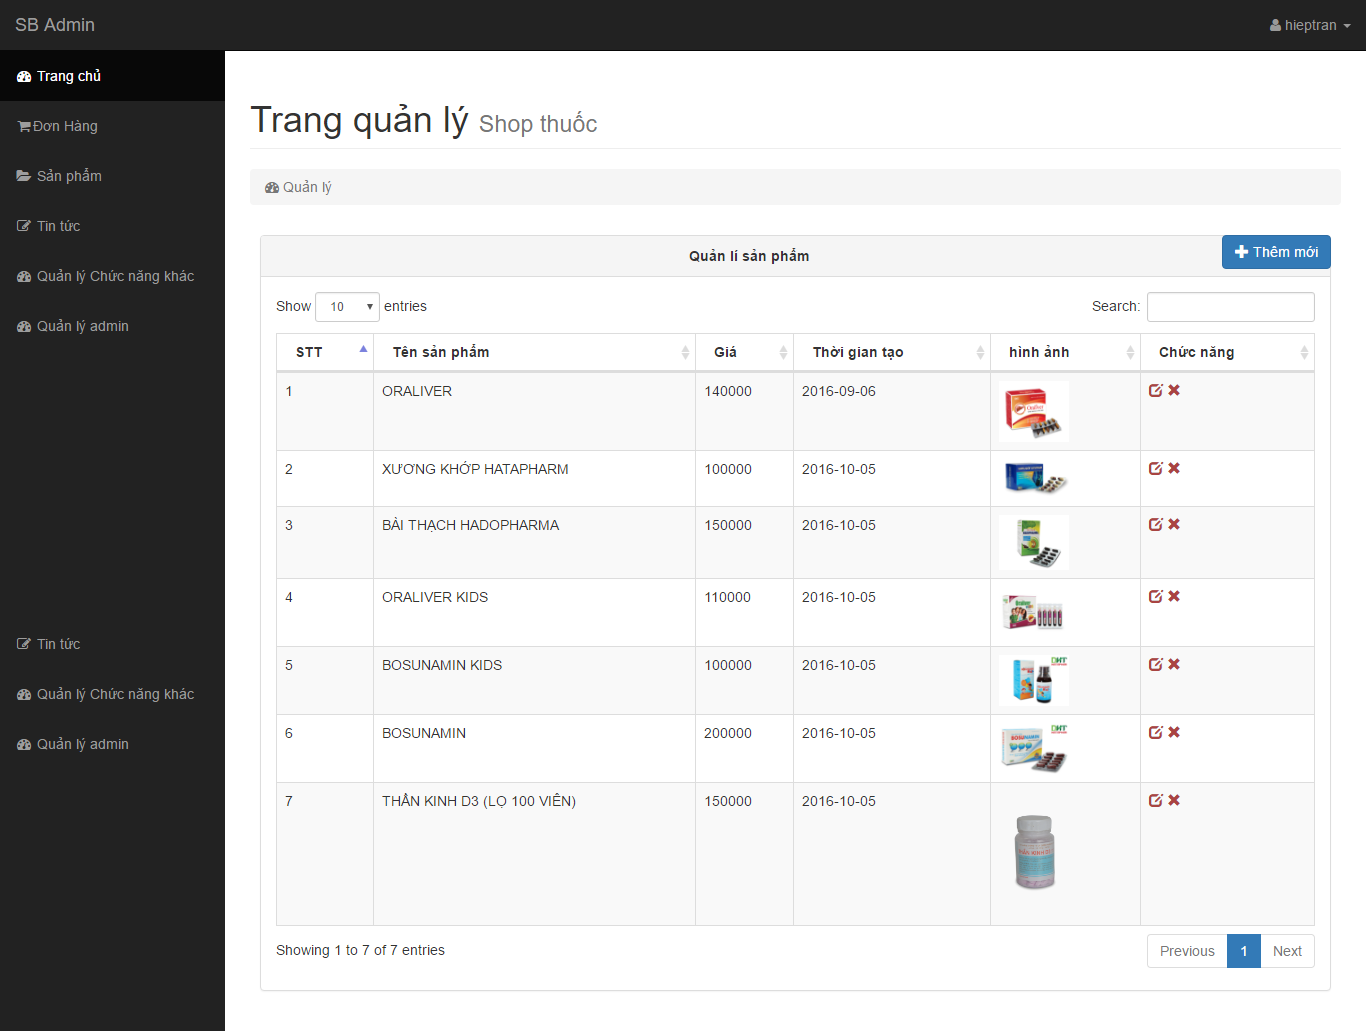 SB Admin
hieptran
Trang chủ
Đơn Hàng
Sản phẩm
Tin tức
Quản lý Chức năng khác
Quản lý admin
Tin tức
Quản lý Chức năng khác
Quản lý admin
Trang quản lý Shop thuốc
Quản lý
Quản lí sản phẩm
Thêm mới
Show 10 entries
Search:
STT Tên sản phẩm Giá Thời gian tạo hình ảnh Chức năng
1 ORALIVER 140000 2016-09-06
2 XƯƠNG KHỚP HATAPHARM 100000 2016-10-05
3 BÀI THẠCH HADOPHARMA 150000 2016-10-05
4 ORALIVER KIDS 110000 2016-10-05
5 BOSUNAMIN KIDS 100000 2016-10-05
6 BOSUNAMIN 200000 2016-10-05
7 THẦN KINH D3 (LỌ 100 VIÊN) 150000 2016-10-05
Showing 1 to 7 of 7 entries
Previous 1 Next